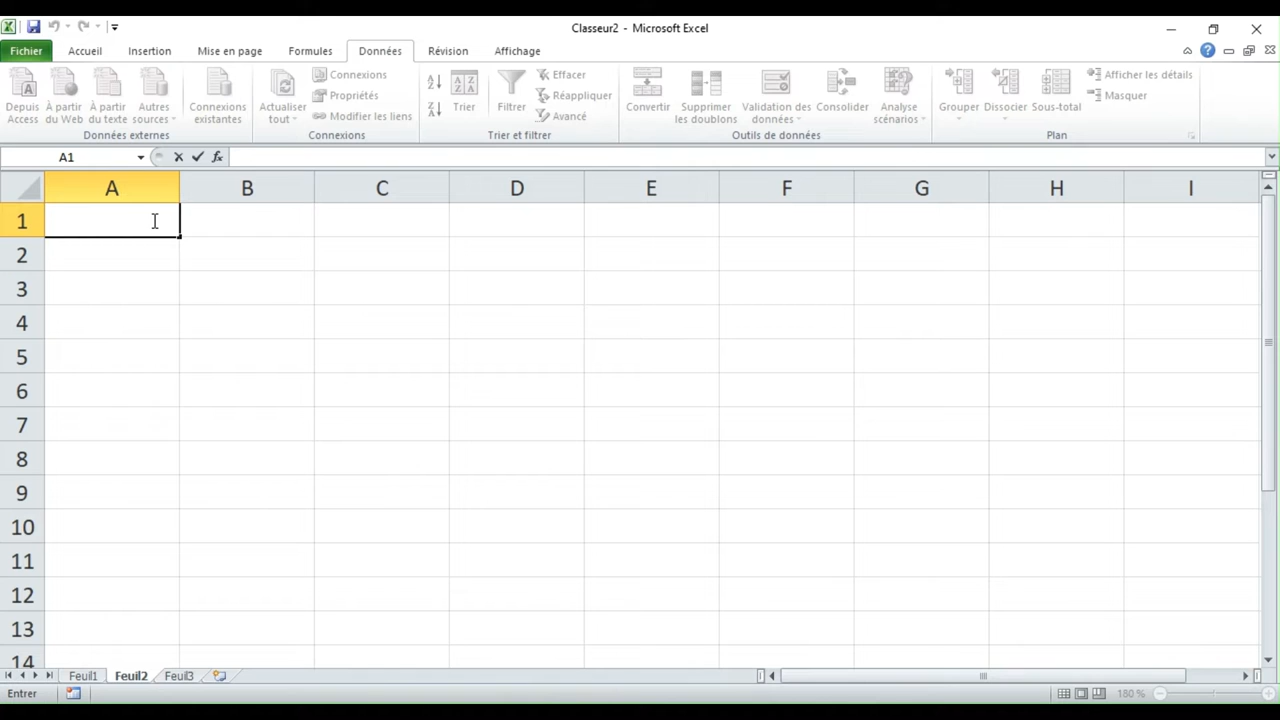 Classeur2 - Microsoft Excel
Fichier Accueil Insertion Mise en page Formules Données Révision Affichage
Depuis Access
À partir du Web
À partir du texte
Autres sources
Données externes
Connexions existantes
Actualiser tout
Connexions
Propriétés
Modifier les liens
Connexions
Trier
Filtrer
Effacer
Réappliquer
Avancé
Trier et filtrer
Convertir
Supprimer les doublons
Validation des données
Consolider
Analyse scénarios
Outils de données
Grouper
Dissocier
Sous-total
Afficher les détails
Masquer
Plan
A1 fx
A B C D E F G H I
1
2
3
4
5
6
7
8
9
10
11
12
13
14
Feuil1 Feuil2 Feuil3
Entrer 180 %